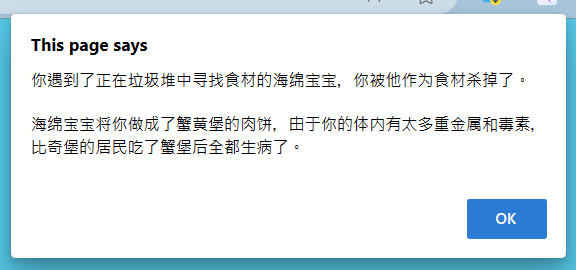 This page says
你遇到了正在垃圾堆中寻找食材的海绵宝宝，你被他作为食材杀掉了。
海绵宝宝将你做成了蟹黄堡的肉饼，由于你的体内有太多重金属和毒素，
比奇堡的居民吃了蟹堡后全都生病了。
OK